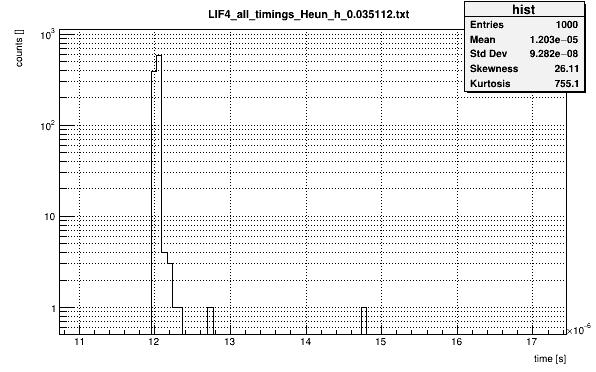 LIF4_all_timings_Heun_h_0.035112.txt
hist
Entries 1000
Mean 1.203e−05
Std Dev 9.282e−08
Skewness 26.11
Kurtosis 755.1
counts []
10³
10²
10
1
11 12 13 14 15 16 17
×10⁻⁶
time [s]